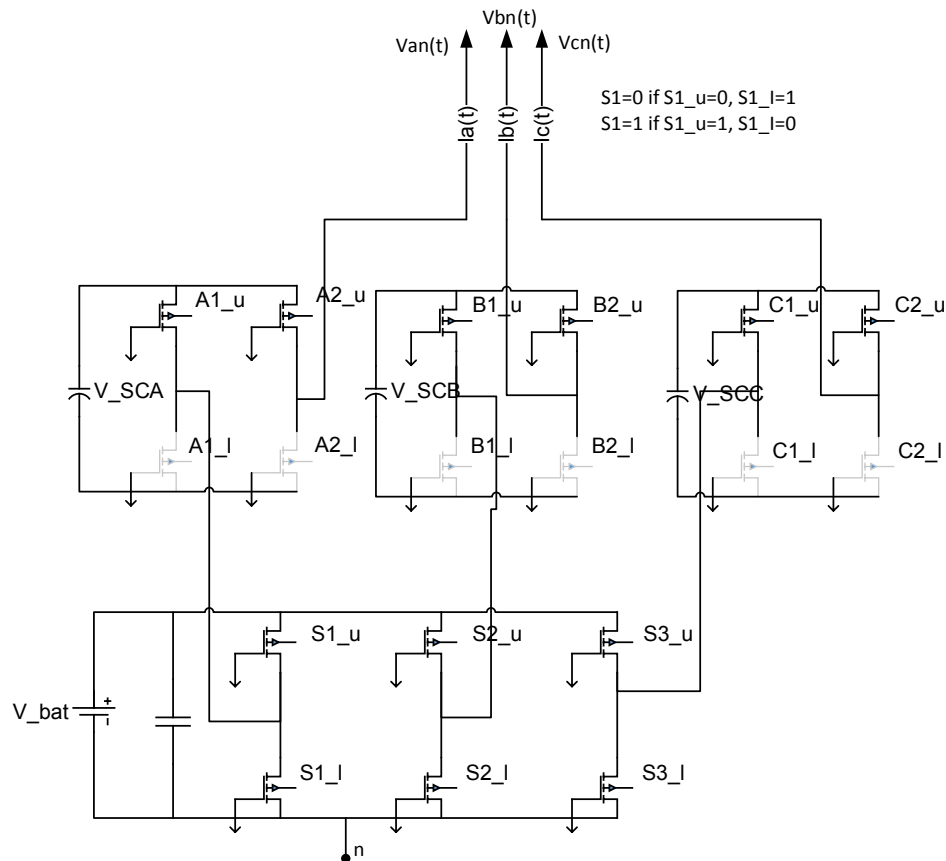 Vbn(t)
Van(t)
Vcn(t)
S1=0 if S1_u=0, S1_l=1
S1=1 if S1_u=1, S1_l=0
Ia(t)
Ib(t)
Ic(t)
A1_u
A2_u
B1_u
B2_u
C1_u
C2_u
V_SCA
V_SCB
V_SCC
A1_l
A2_l
B1_l
B2_l
C1_l
C2_l
S1_u
S2_u
S3_u
V_bat
+
-
S1_l
S2_l
S3_l
n